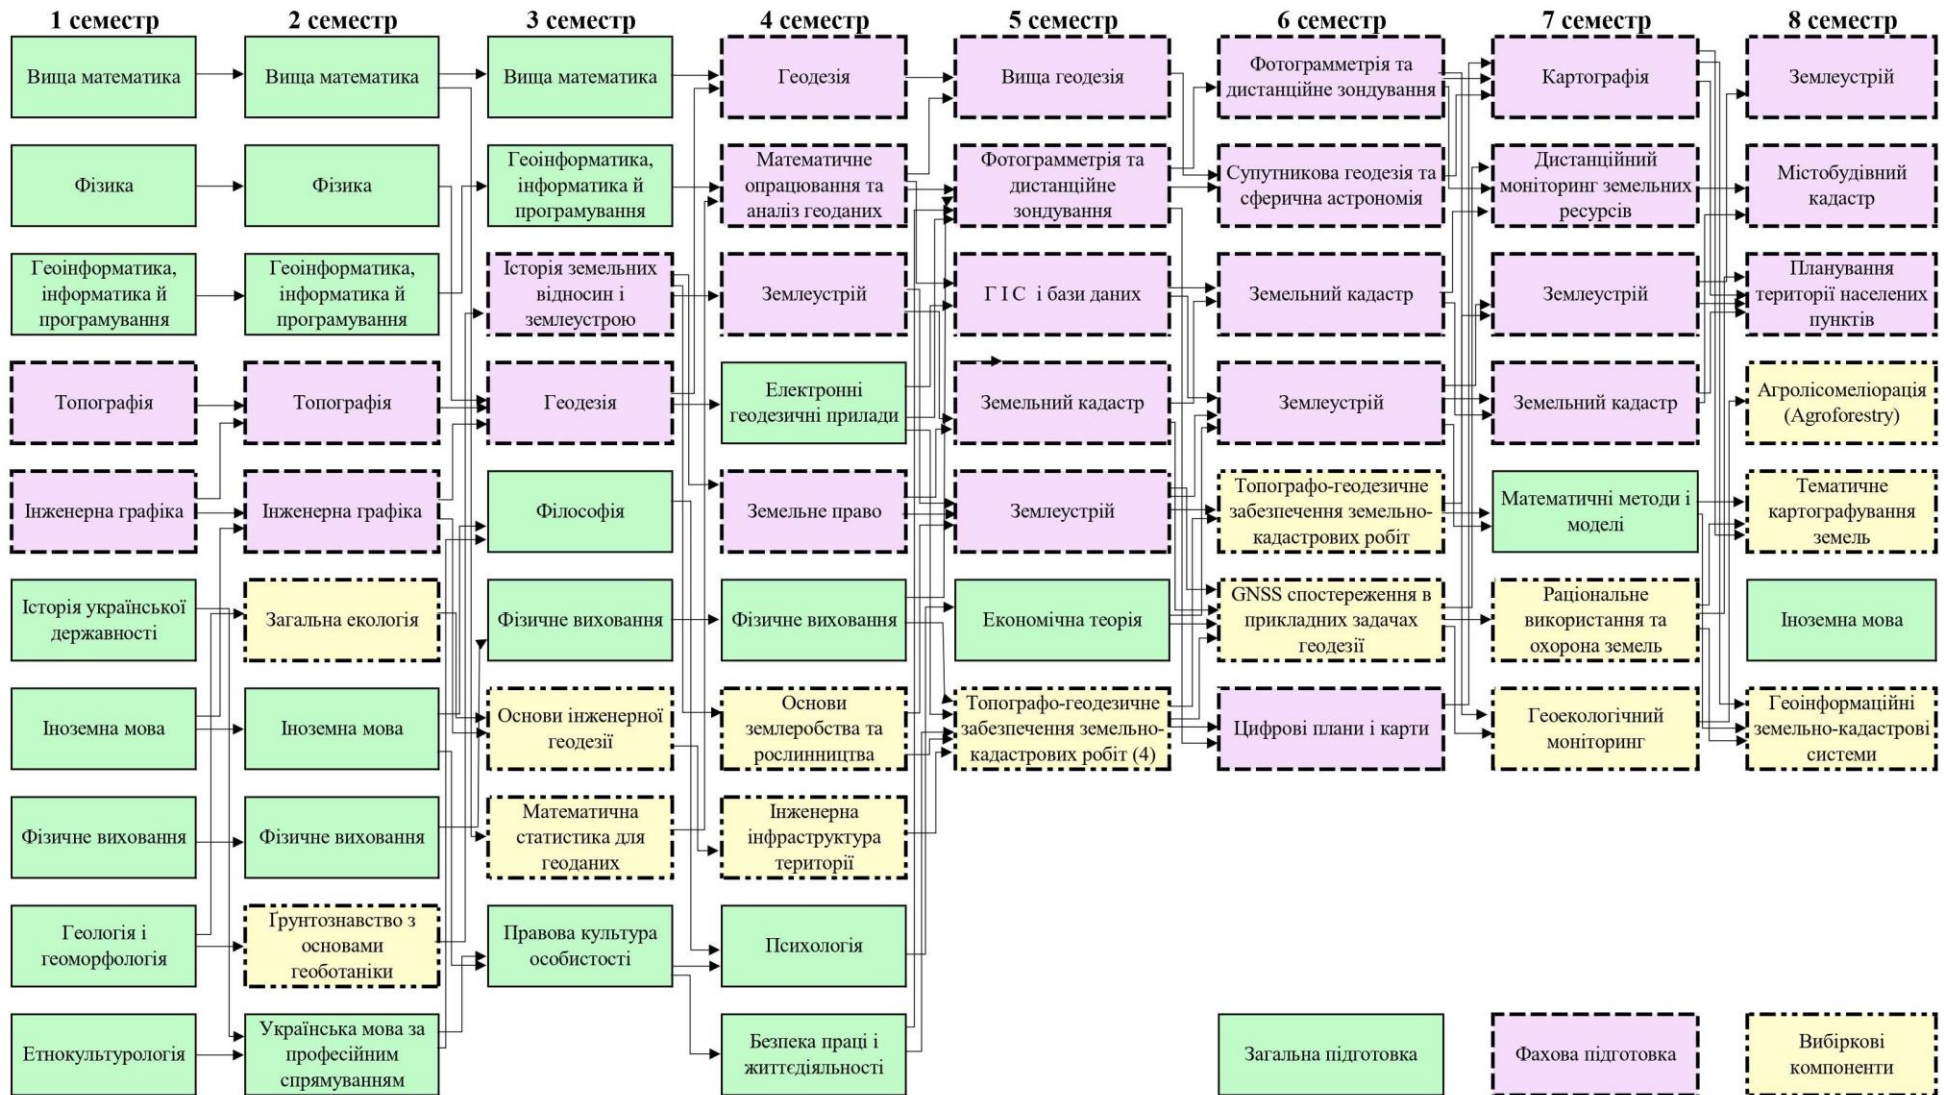 1 семестр
2 семестр
3 семестр
4 семестр
5 семестр
6 семестр
7 семестр
8 семестр
Вища математика
Фізика
Геоінформатика,
інформатика й
програмування
Топографія
Інженерна графіка
Історія української
державності
Іноземна мова
Фізичне виховання
Геологія і
геоморфологія
Етнокультурологія
Вища математика
Фізика
Геоінформатика,
інформатика й
програмування
Топографія
Інженерна графіка
Загальна екологія
Іноземна мова
Фізичне виховання
Ґрунтознавство з
основами
геоботаніки
Українська мова за
професійним
спрямуванням
Вища математика
Геоінформатика,
інформатика й
програмування
Історія земельних
відносин і
землеустрою
Геодезія
Філософія
Фізичне виховання
Основи інженерної
геодезії
Математична
статистика для
геоданих
Правова культура
особистості
Геодезія
Математичне
опрацювання та
аналіз геоданих
Землеустрій
Електронні
геодезичні прилади
Земельне право
Фізичне виховання
Основи
землеробства та
рослинництва
Інженерна
інфраструктура
території
Психологія
Безпека праці і
життєдіяльності
Вища геодезія
Фотограмметрія та
дистанційне
зондування
Г І С і бази даних
Земельний кадастр
Землеустрій
Економічна теорія
Топографо-геодезичне
забезпечення земельно-
кадастрових робіт (4)
Фотограмметрія та
дистанційне зондування
Супутникова геодезія та
сферична астрономія
Земельний кадастр
Землеустрій
Топографо-геодезичне
забезпечення земельно-
кадастрових робіт
GNSS спостереження в
прикладних задачах
геодезії
Цифрові плани і карти
Картографія
Дистанційний
моніторинг земельних
ресурсів
Землеустрій
Земельний кадастр
Математичні методи і
моделі
Раціональне
використання та
охорона земель
Геоекологічний
моніторинг
Землеустрій
Містобудівний
кадастр
Планування
території населених
пунктів
Агролісомеліорація
(Agroforestry)
Тематичне
картографування
земель
Іноземна мова
Геоінформаційні
земельно-кадастрові
системи
Загальна підготовка
Фахова підготовка
Вибіркові
компоненти